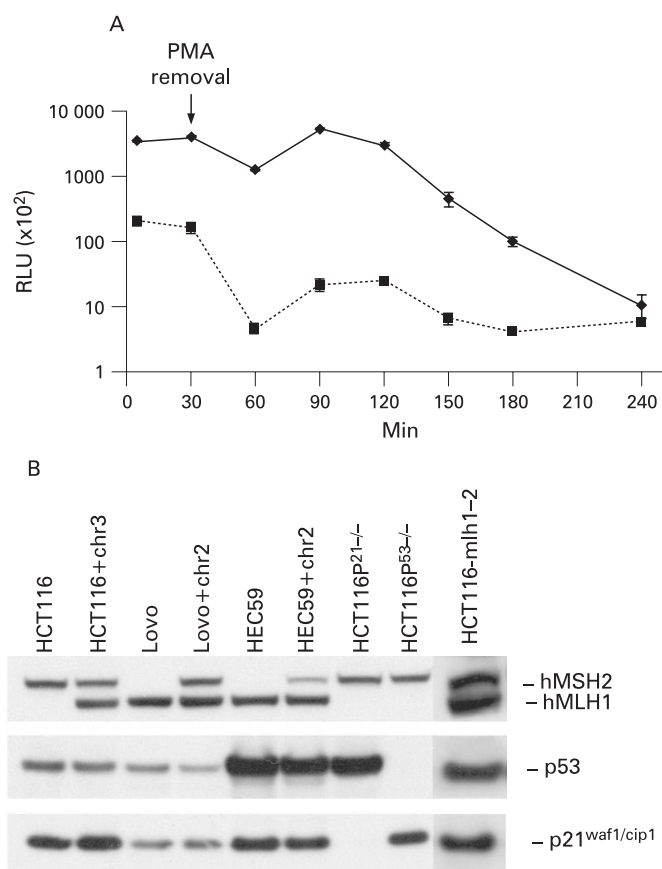 A
PMA
removal
10 000
1000
100
10
1
RLU (x10²)
0 30 60 90 120 150 180 210 240
Min
B
HCT116
HCT116+chr3
Lovo
Lovo+chr2
HEC59
HEC59+chr2
HCT116P²¹⁻/⁻
HCT116P⁵³⁻/⁻
HCT116-mlh1–2
– hMSH2
– hMLH1
– p53
– p21waf1/cip1